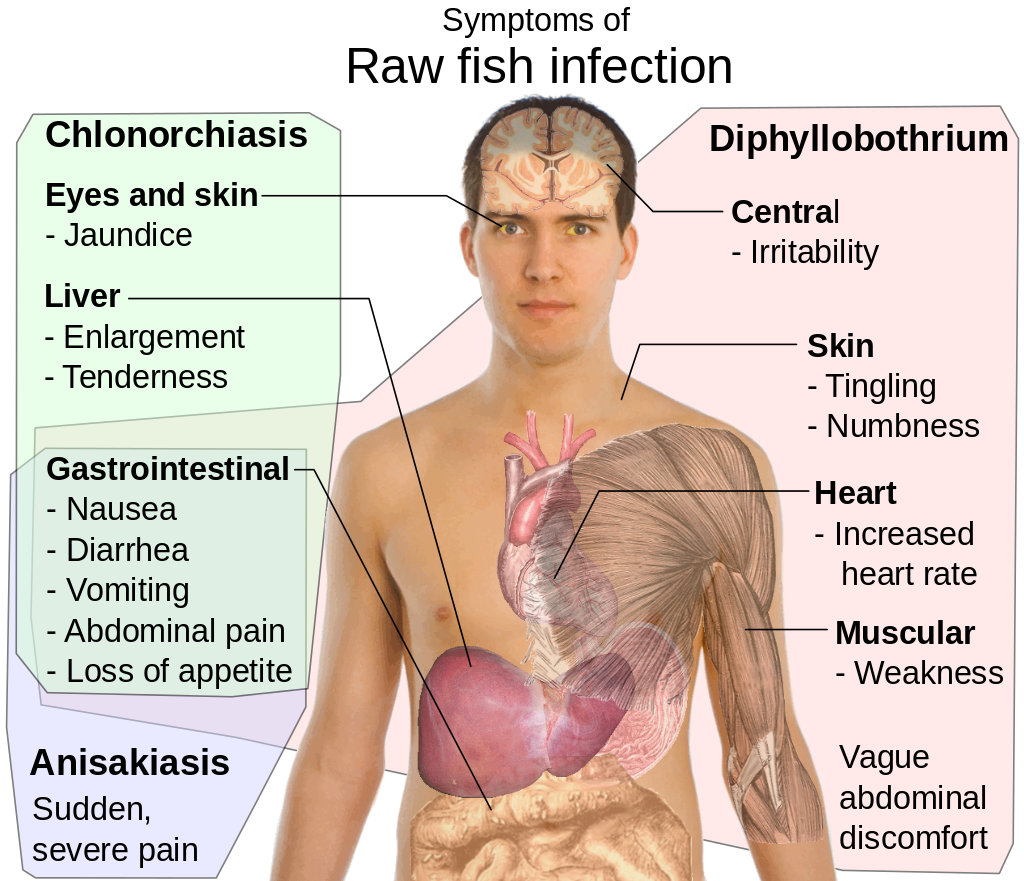 Symptoms of
Raw fish infection
Chlonorchiasis
Eyes and skin
- Jaundice
Liver
- Enlargement
- Tenderness
Gastrointestinal
- Nausea
- Diarrhea
- Vomiting
- Abdominal pain
- Loss of appetite
Anisakiasis
Sudden,
severe pain
Diphyllobothrium
Central
- Irritability
Skin
- Tingling
- Numbness
Heart
- Increased
heart rate
Muscular
- Weakness
Vague
abdominal
discomfort